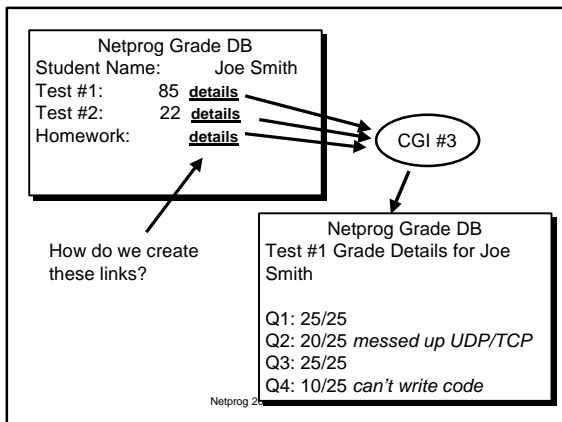 Netprog Grade DB
Student Name: Joe Smith
Test #1: 85 details
Test #2: 22 details
Homework: details
CGI #3
How do we create
these links?
Netprog Grade DB
Test #1 Grade Details for Joe
Smith
Q1: 25/25
Q2: 20/25 messed up UDP/TCP
Q3: 25/25
Q4: 10/25 can't write code
Netprog